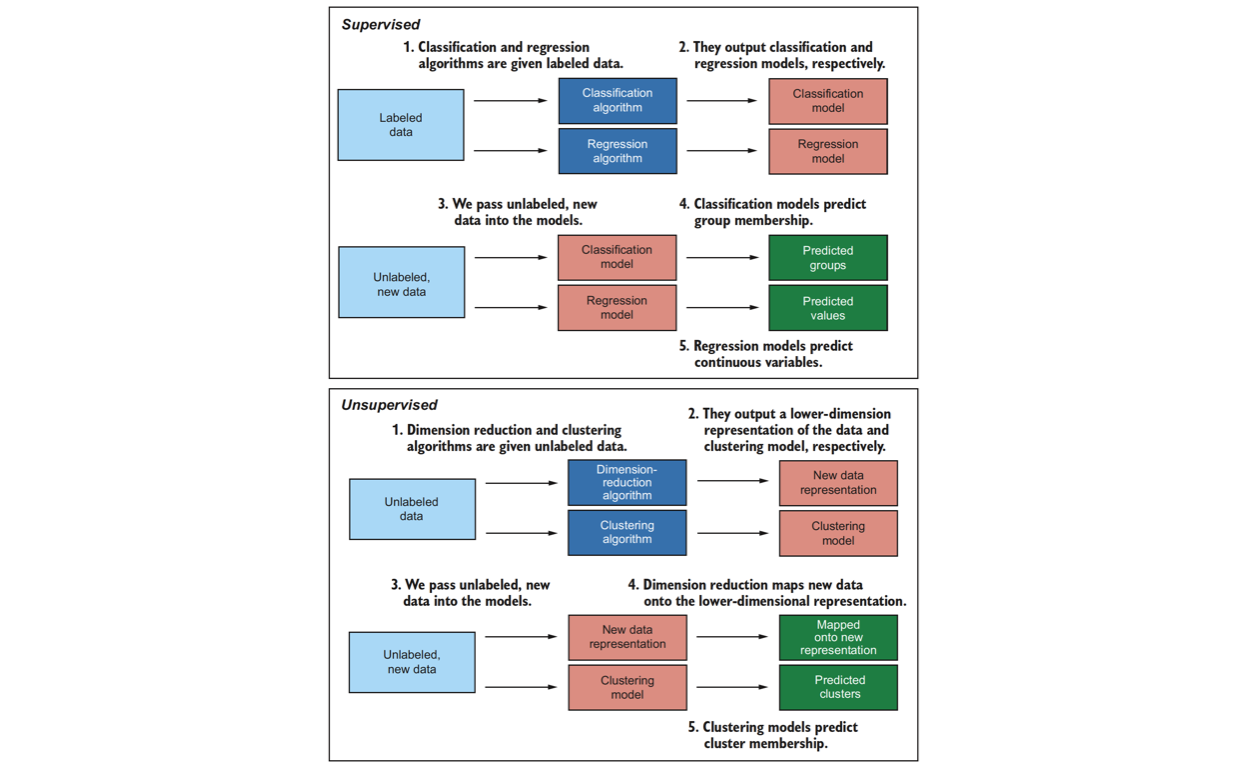 Supervised
1. Classification and regression
algorithms are given labeled data.
2. They output classification and
regression models, respectively.
Labeled
data
Classification
algorithm
Classification
model
Regression
algorithm
Regression
model
3. We pass unlabeled, new
data into the models.
4. Classification models predict
group membership.
Unlabeled,
new data
Classification
model
Predicted
groups
Regression
model
Predicted
values
5. Regression models predict
continuous variables.
Unsupervised
1. Dimension reduction and clustering
algorithms are given unlabeled data.
2. They output a lower-dimension
representation of the data and
clustering model, respectively.
Unlabeled
data
Dimension-
reduction
algorithm
New data
representation
Clustering
algorithm
Clustering
model
3. We pass unlabeled, new
data into the models.
4. Dimension reduction maps new data
onto the lower-dimensional representation.
Unlabeled,
new data
New data
representation
Mapped
onto new
representation
Clustering
model
Predicted
clusters
5. Clustering models predict
cluster membership.